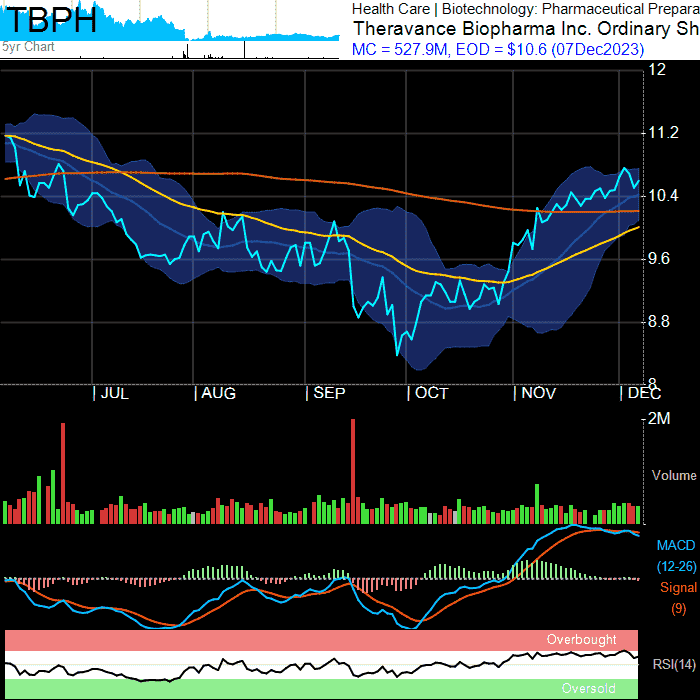 TBPH
5yr Chart
Health Care | Biotechnology: Pharmaceutical Prepara
Theravance Biopharma Inc. Ordinary Sh
MC = 527.9M, EOD = $10.6 (07Dec2023)
12
11.2
10.4
9.6
8.8
8
JUL AUG SEP OCT NOV DEC
2M
Volume
MACD
(12-26)
Signal
(9)
Overbought
RSI(14)
Oversold